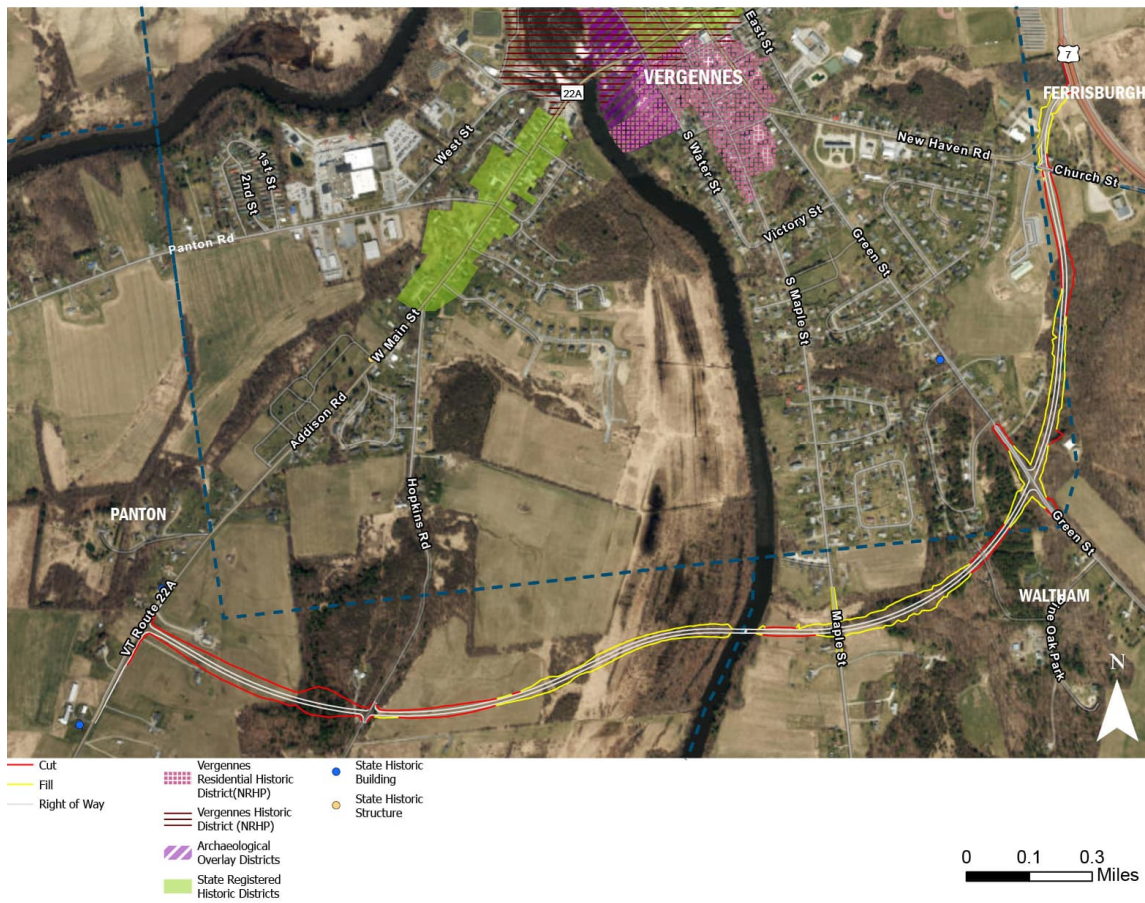 East St
7
VERGENNES
22A
FERRISBURGH
West St
New Haven Rd
Church St
1st St
2nd St
S Water St
Panton Rd
Victory St
Green St
S Maple St
W Main St
Addison Rd
Hopkins Rd
PANTON
Green St
VT Route 22A
WALTHAM
Maple St
Oak Park
N
Cut
Fill
Right of Way
Vergennes
Residential Historic
District(NRHP)
Vergennes Historic
District (NRHP)
Archaeological
Overlay Districts
State Registered
Historic Districts
State Historic
Building
State Historic
Structure
0 0.1 0.3
Miles